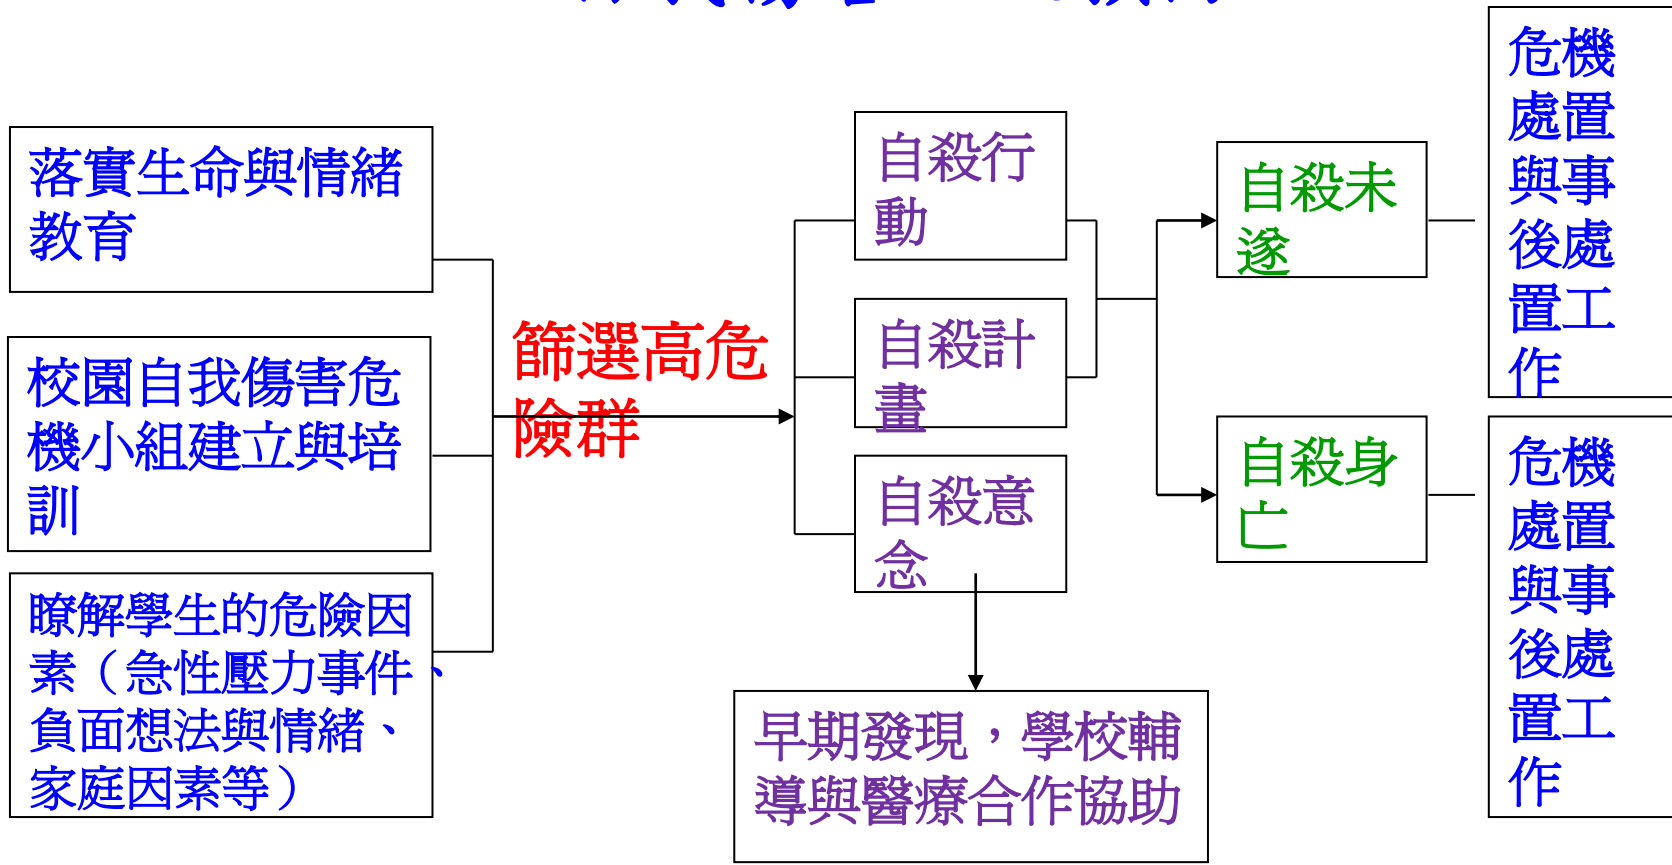 落實生命與情緒
教育
校園自我傷害危
機小組建立與培
訓
瞭解學生的危險因
素（急性壓力事件、
負面想法與情緒、
家庭因素等）
篩選高危
險群
自殺行
動
自殺計
畫
自殺意
念
早期發現，學校輔
導與醫療合作協助
自殺未
遂
自殺身
亡
危機
處置
與事
後處
置工
作
危機
處置
與事
後處
置工
作